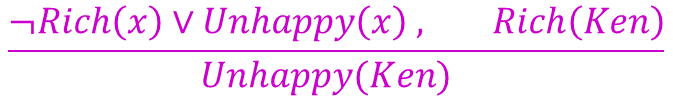 ¬Rich(x) ∨ Unhappy(x) , Rich(Ken)
Unhappy(Ken)